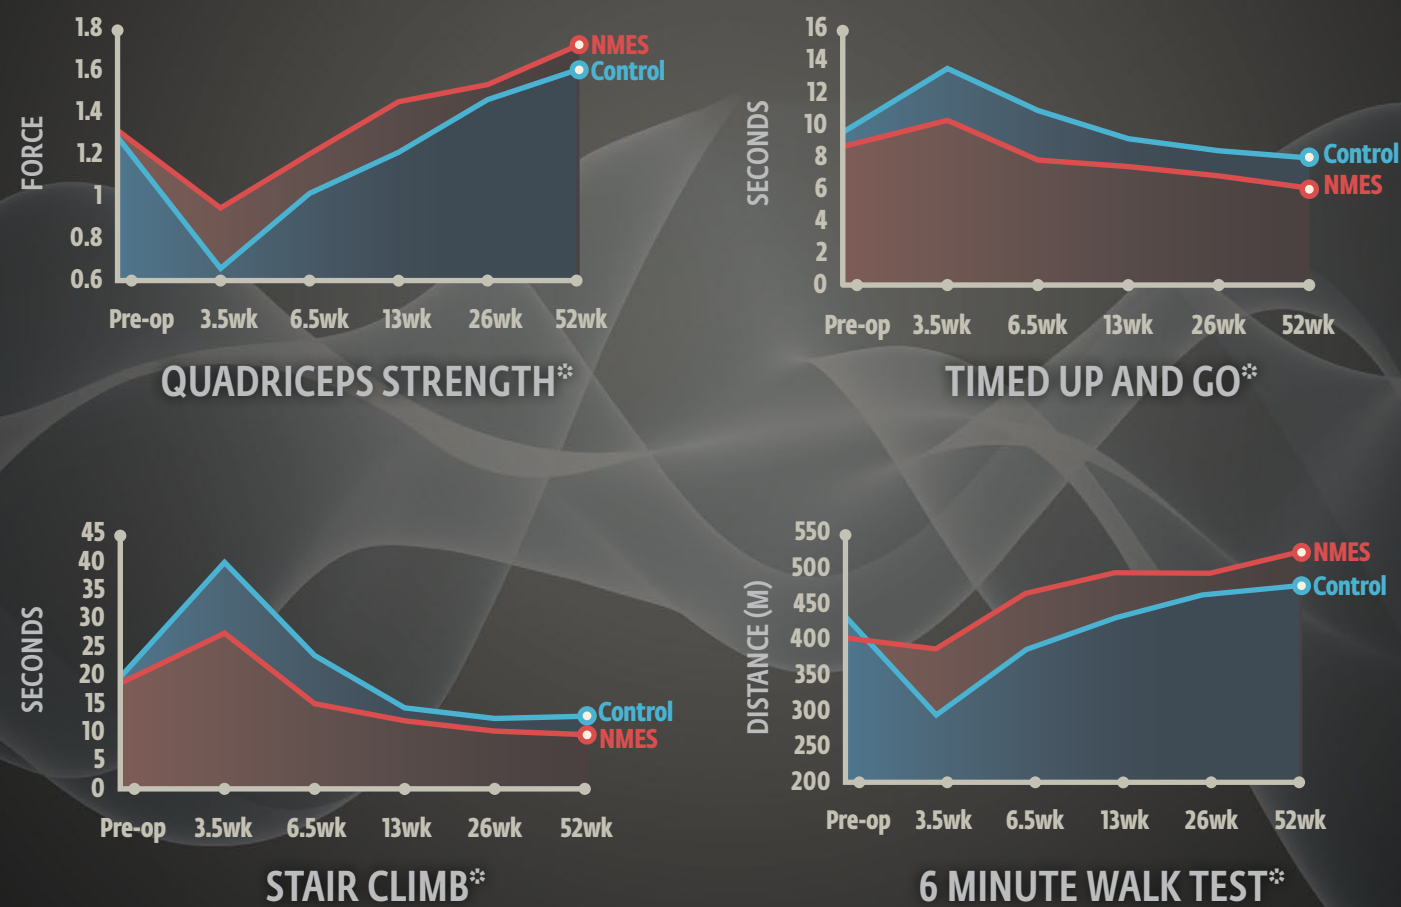 1.8
1.6
1.4
1.2
1
0.8
0.6
FORCE
NMES
Control
Pre-op 3.5wk 6.5wk 13wk 26wk 52wk
QUADRICEPS STRENGTH*
16
14
12
10
8
6
4
2
0
SECONDS
Control
NMES
Pre-op 3.5wk 6.5wk 13wk 26wk 52wk
TIMED UP AND GO*
45
40
35
30
25
20
15
10
5
0
SECONDS
Control
NMES
Pre-op 3.5wk 6.5wk 13wk 26wk 52wk
STAIR CLIMB*
550
500
450
400
350
300
250
200
DISTANCE (M)
NMES
Control
Pre-op 3.5wk 6.5wk 13wk 26wk 52wk
6 MINUTE WALK TEST*